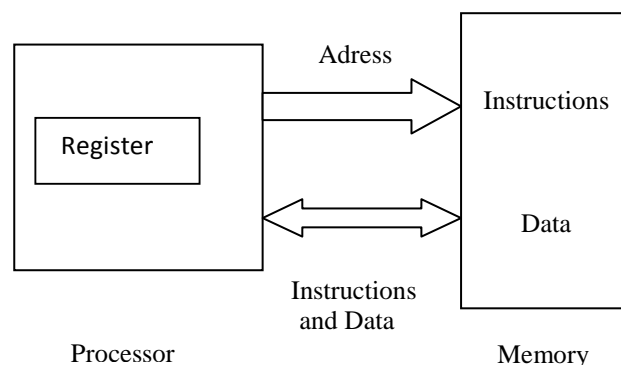 Adress
Instructions
Register
Data
Instructions
and Data
Processor
Memory